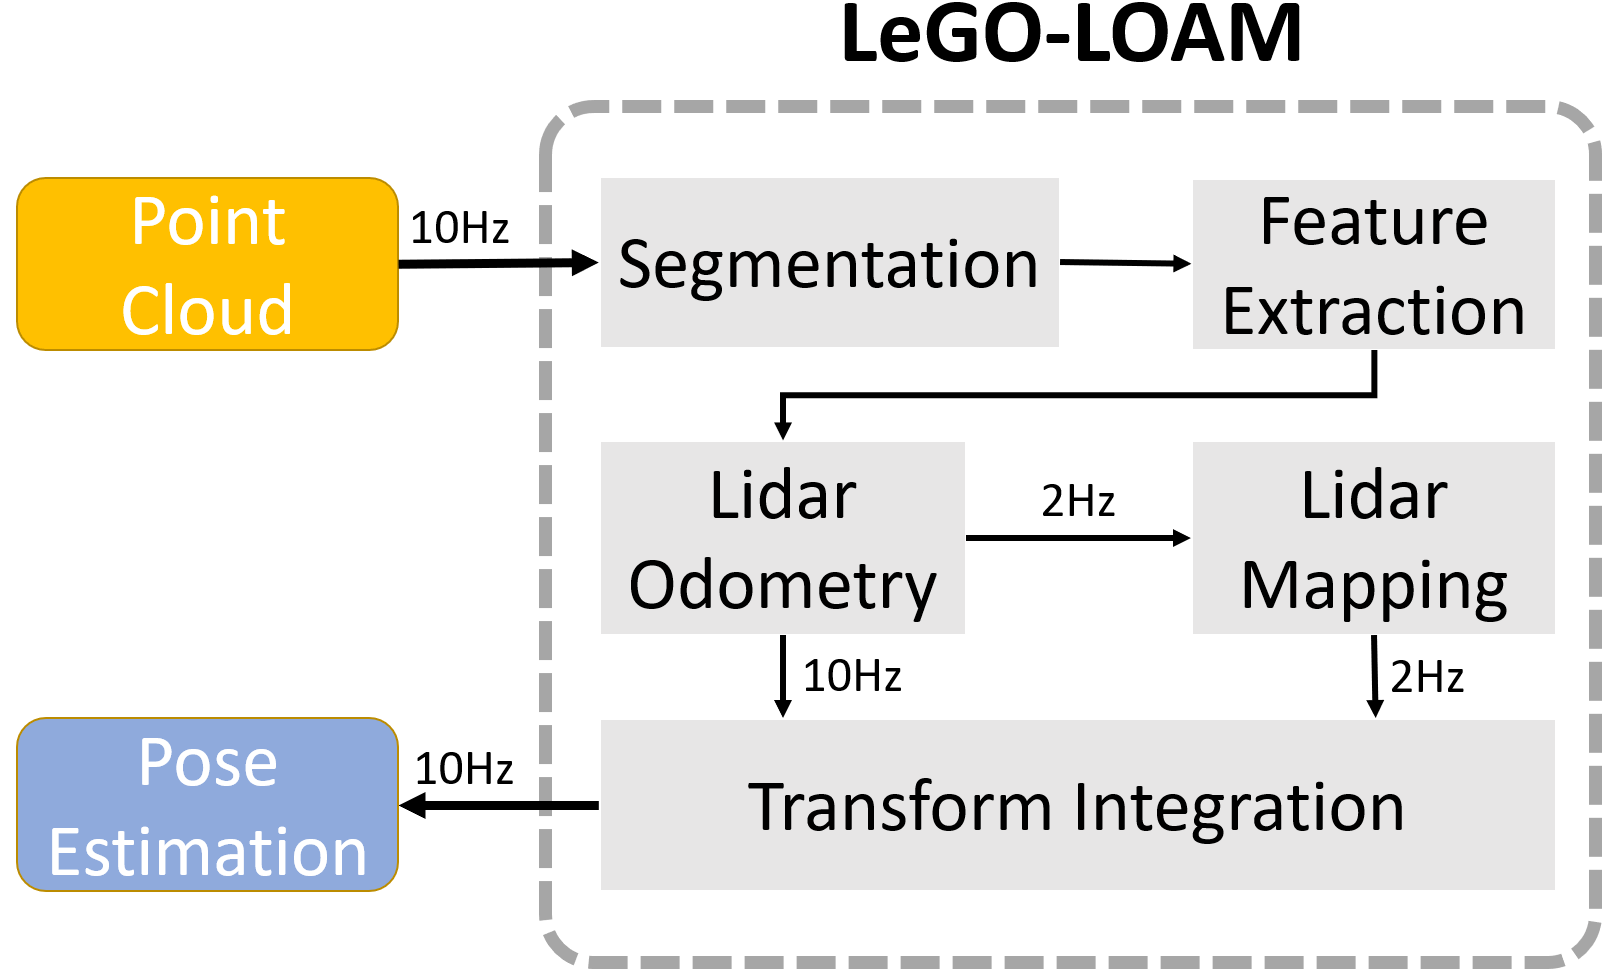 LeGO-LOAM
Point
Cloud
10Hz
Segmentation
Feature
Extraction
Lidar
Odometry
2Hz
Lidar
Mapping
10Hz
2Hz
Transform Integration
10Hz
Pose
Estimation